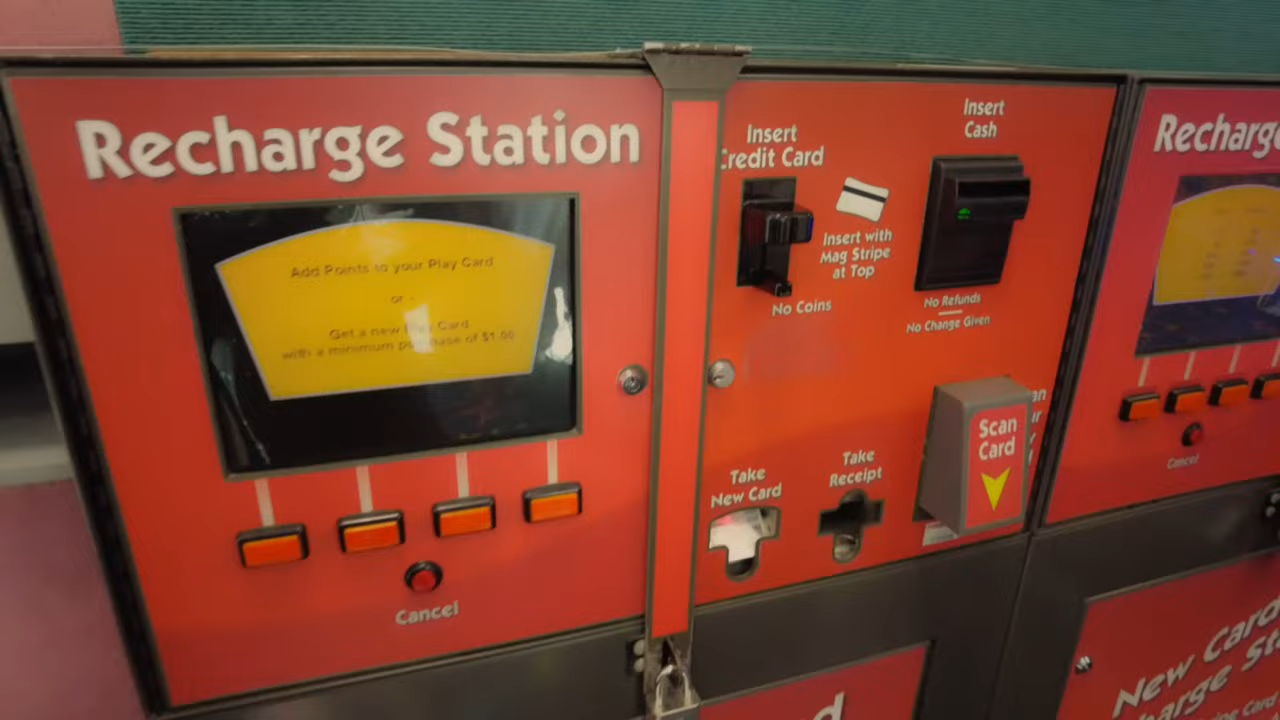 Recharge Station
Add Points to your Play Card
or -
Get a new Play Card
with a minimum purchase of $1.00
Cancel
Insert
Credit Card
Insert with
Mag Stripe
at Top
No Coins
Insert
Cash
No Refunds
No Change Given
Take
New Card
Take
Receipt
Scan
Card
Recharge
Cancel
New Card